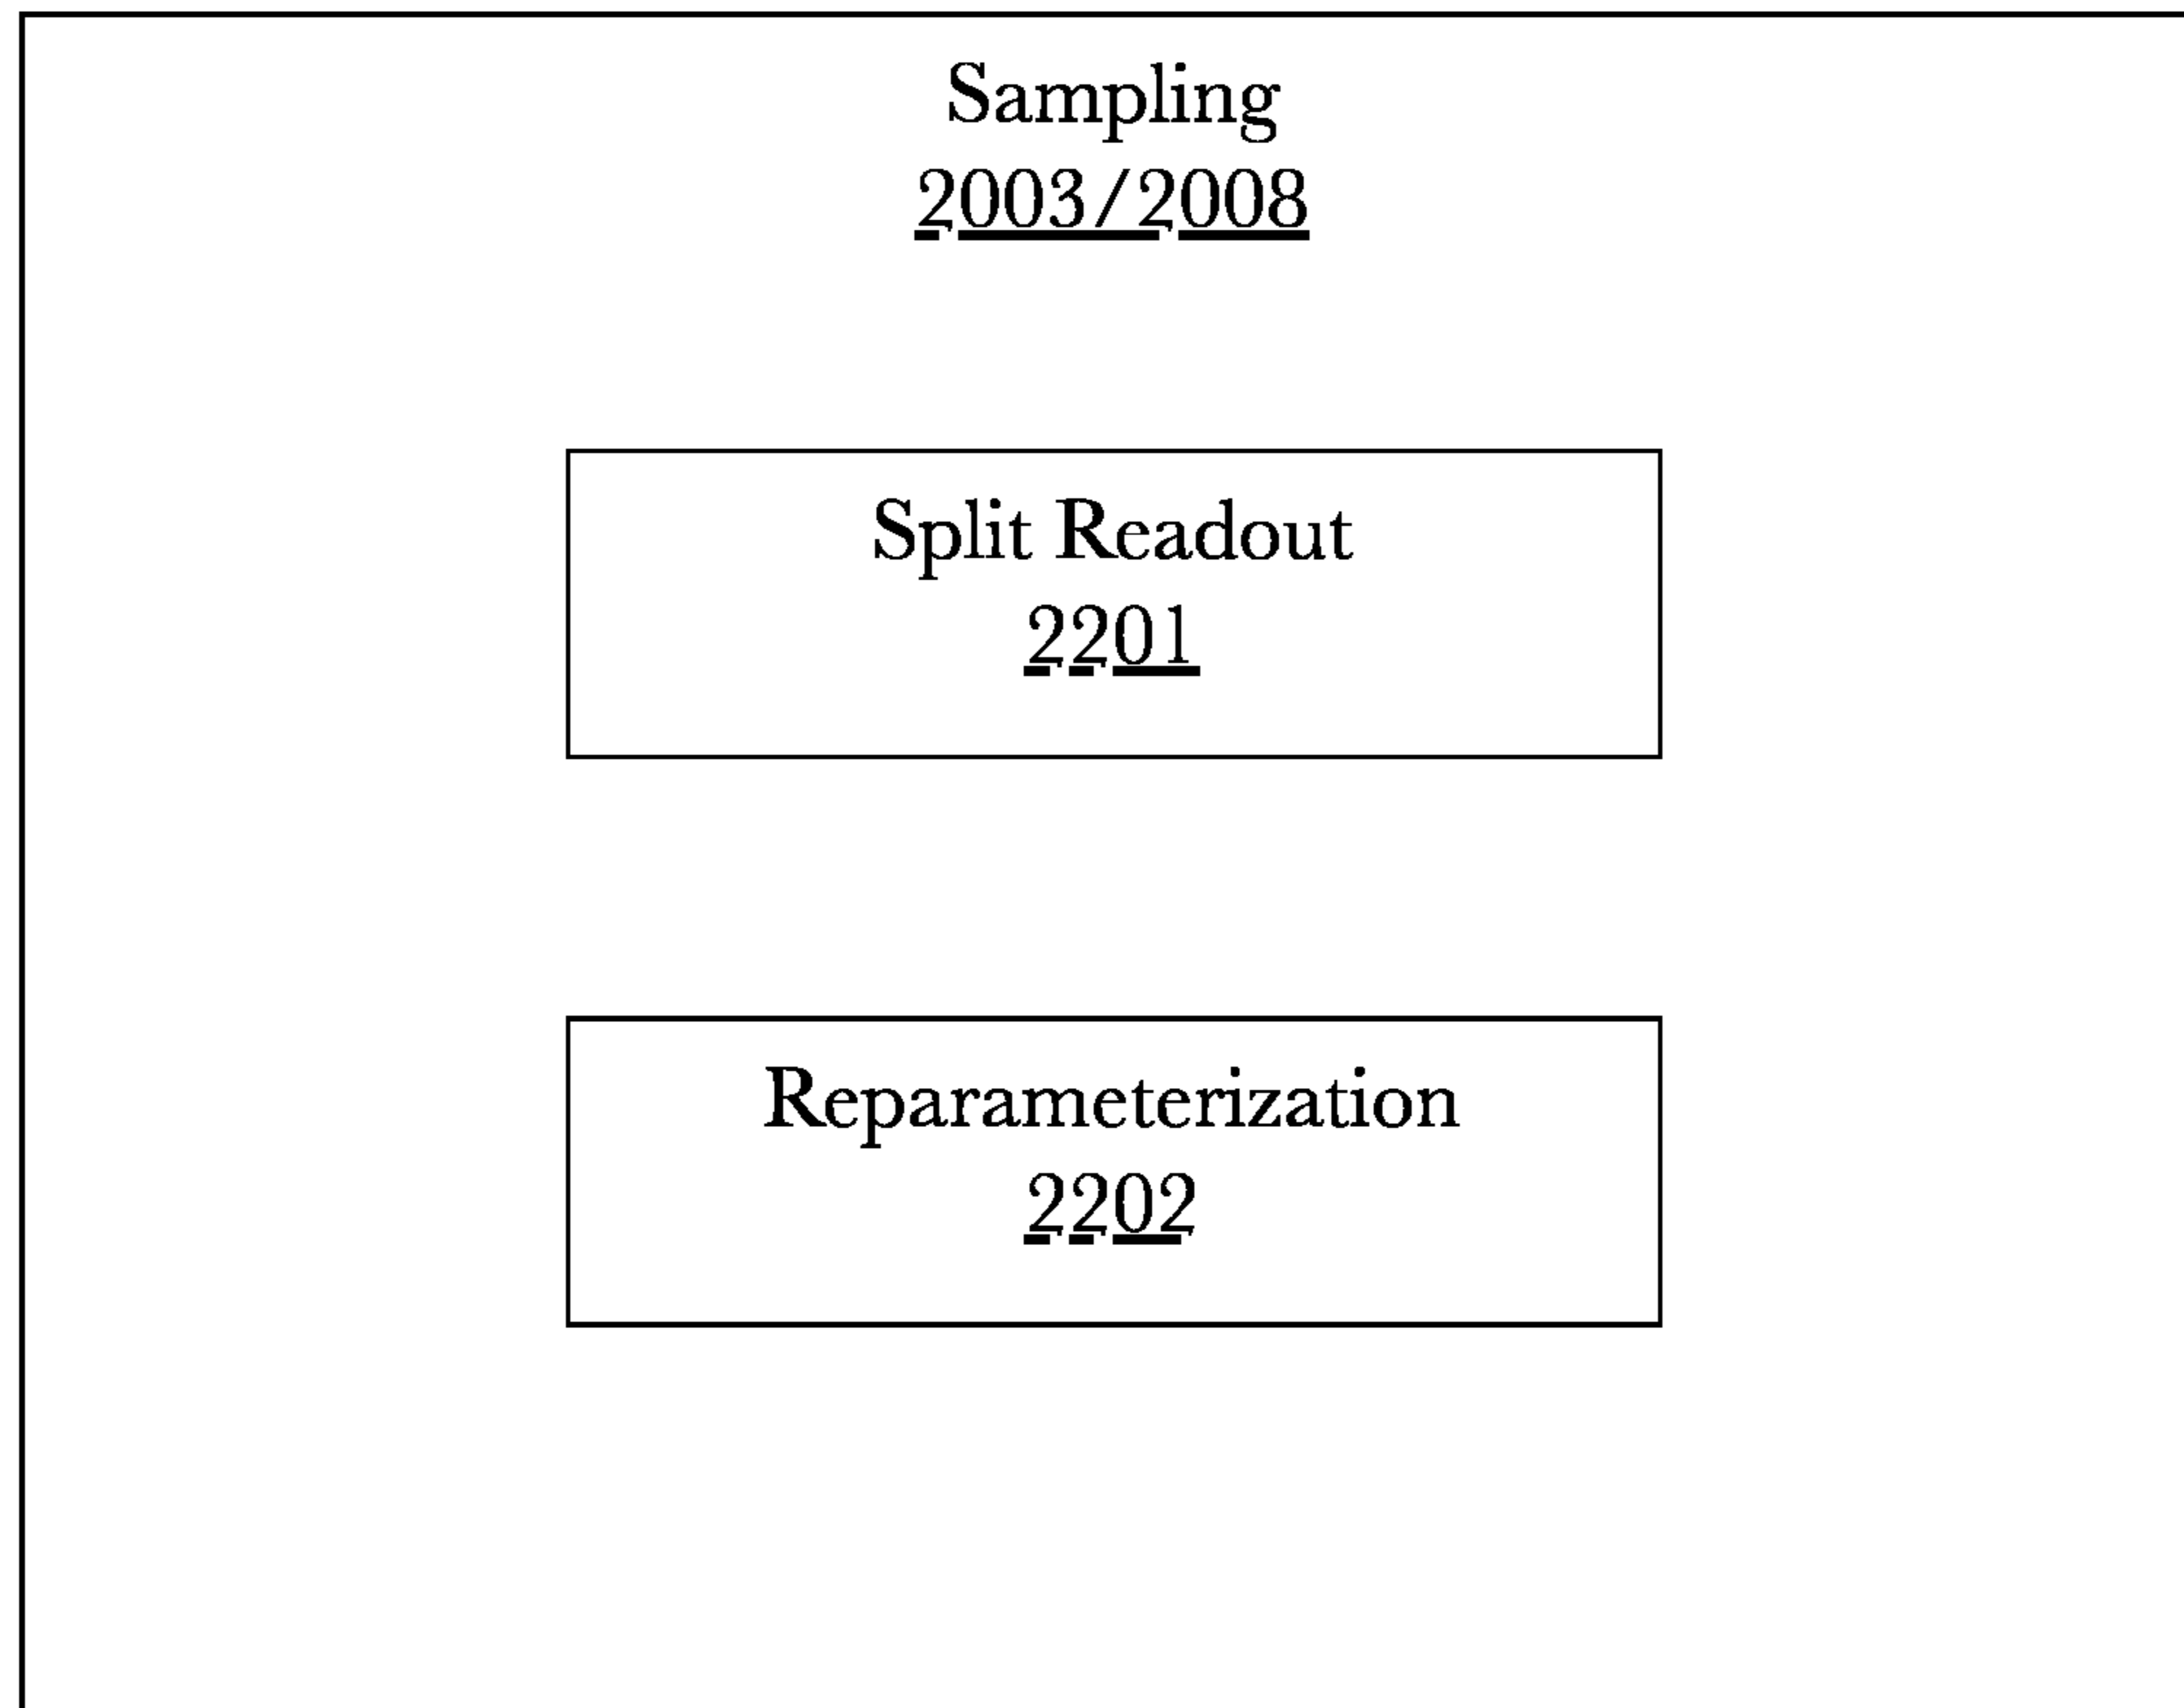 Sampling
2003/2008
Split Readout
2201
Reparameterization
2202